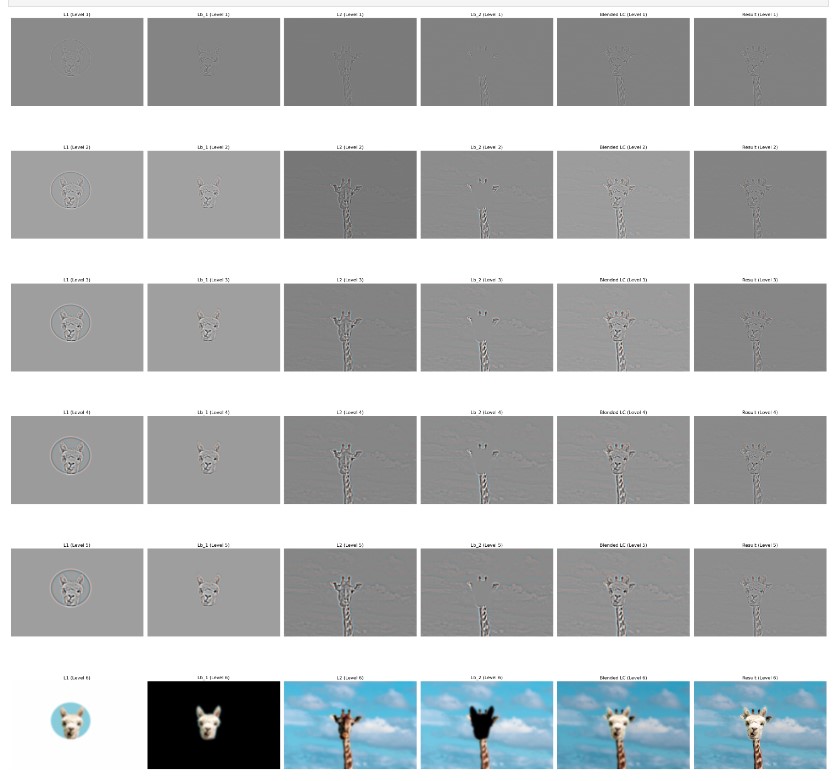 L1 (Level 1) Lb_1 (Level 1) L2 (Level 1) Lb_2 (Level 1) Blended LC (Level 1) Result (Level 1)
L1 (Level 2) Lb_1 (Level 2) L2 (Level 2) Lb_2 (Level 2) Blended LC (Level 2) Result (Level 2)
L1 (Level 3) Lb_1 (Level 3) L2 (Level 3) Lb_2 (Level 3) Blended LC (Level 3) Result (Level 3)
L1 (Level 4) Lb_1 (Level 4) L2 (Level 4) Lb_2 (Level 4) Blended LC (Level 4) Result (Level 4)
L1 (Level 5) Lb_1 (Level 5) L2 (Level 5) Lb_2 (Level 5) Blended LC (Level 5) Result (Level 5)
L1 (Level 6) Lb_1 (Level 6) L2 (Level 6) Lb_2 (Level 6) Blended LC (Level 6) Result (Level 6)